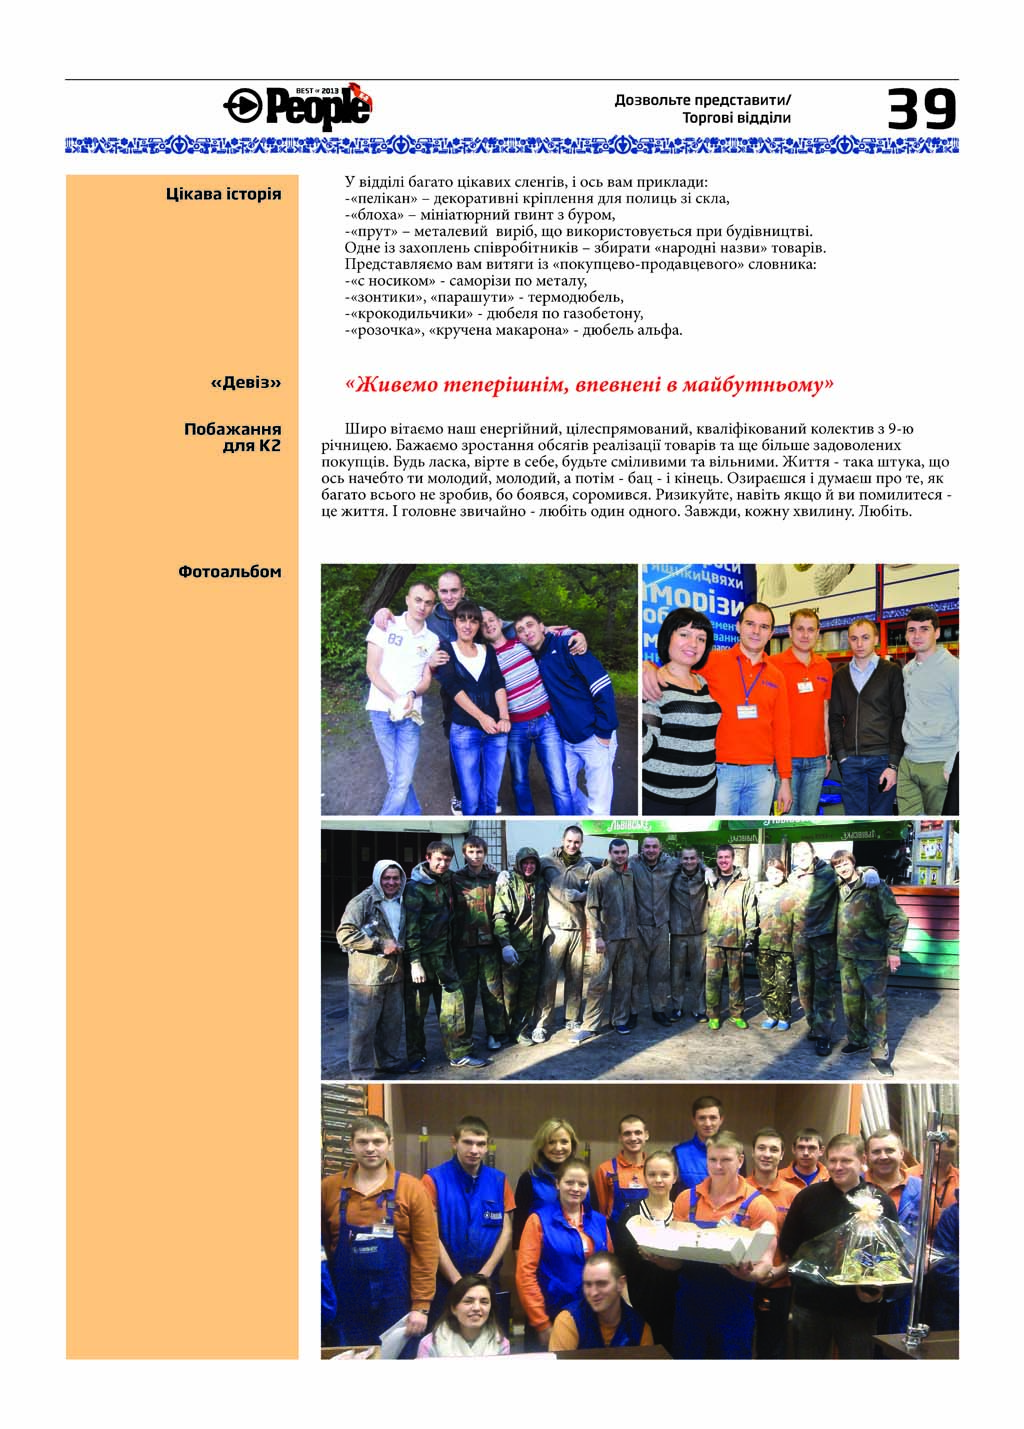 BEST of 2013
People
Дозвольте представити/
Торгові відділи
39
Цікава історія
У відділі багато цікавих сленгів, і ось вам приклади:
-«пелікан» – декоративні кріплення для полиць зі скла,
-«блоха» – мініатюрний гвинт з буром,
-«прут» – металевий виріб, що використовується при будівництві.
Одне із захоплень співробітників – збирати «народні назви» товарів.
Представляємо вам витяги із «покупцево-продавцевого» словника:
-«с носиком» - саморізи по металу,
-«зонтики», «парашути» - термодюбель,
-«крокодильчики» - дюбеля по газобетону,
-«розочка», «кручена макарона» - дюбель альфа.
«Девіз»
«Живемо теперішнім, впевнені в майбутньому»
Побажання
для К2
Широ вітаємо наш енергійний, цілеспрямований, кваліфікований колектив з 9-ю
річницею. Бажаємо зростання обсягів реалізації товарів та ще більше задоволених
покупців. Будь ласка, вірте в себе, будьте сміливими та вільними. Життя - така штука, що
ось начебто ти молодий, молодий, а потім - бац - і кінець. Озираєшся і думаєш про те, як
багато всього не зробив, бо боявся, соромився. Ризикуйте, навіть якщо й ви помилитеся -
це життя. І головне звичайно - любіть один одного. Завжди, кожну хвилину. Любіть.
Фотоальбом
83
цвяхи
морізи
Львівське